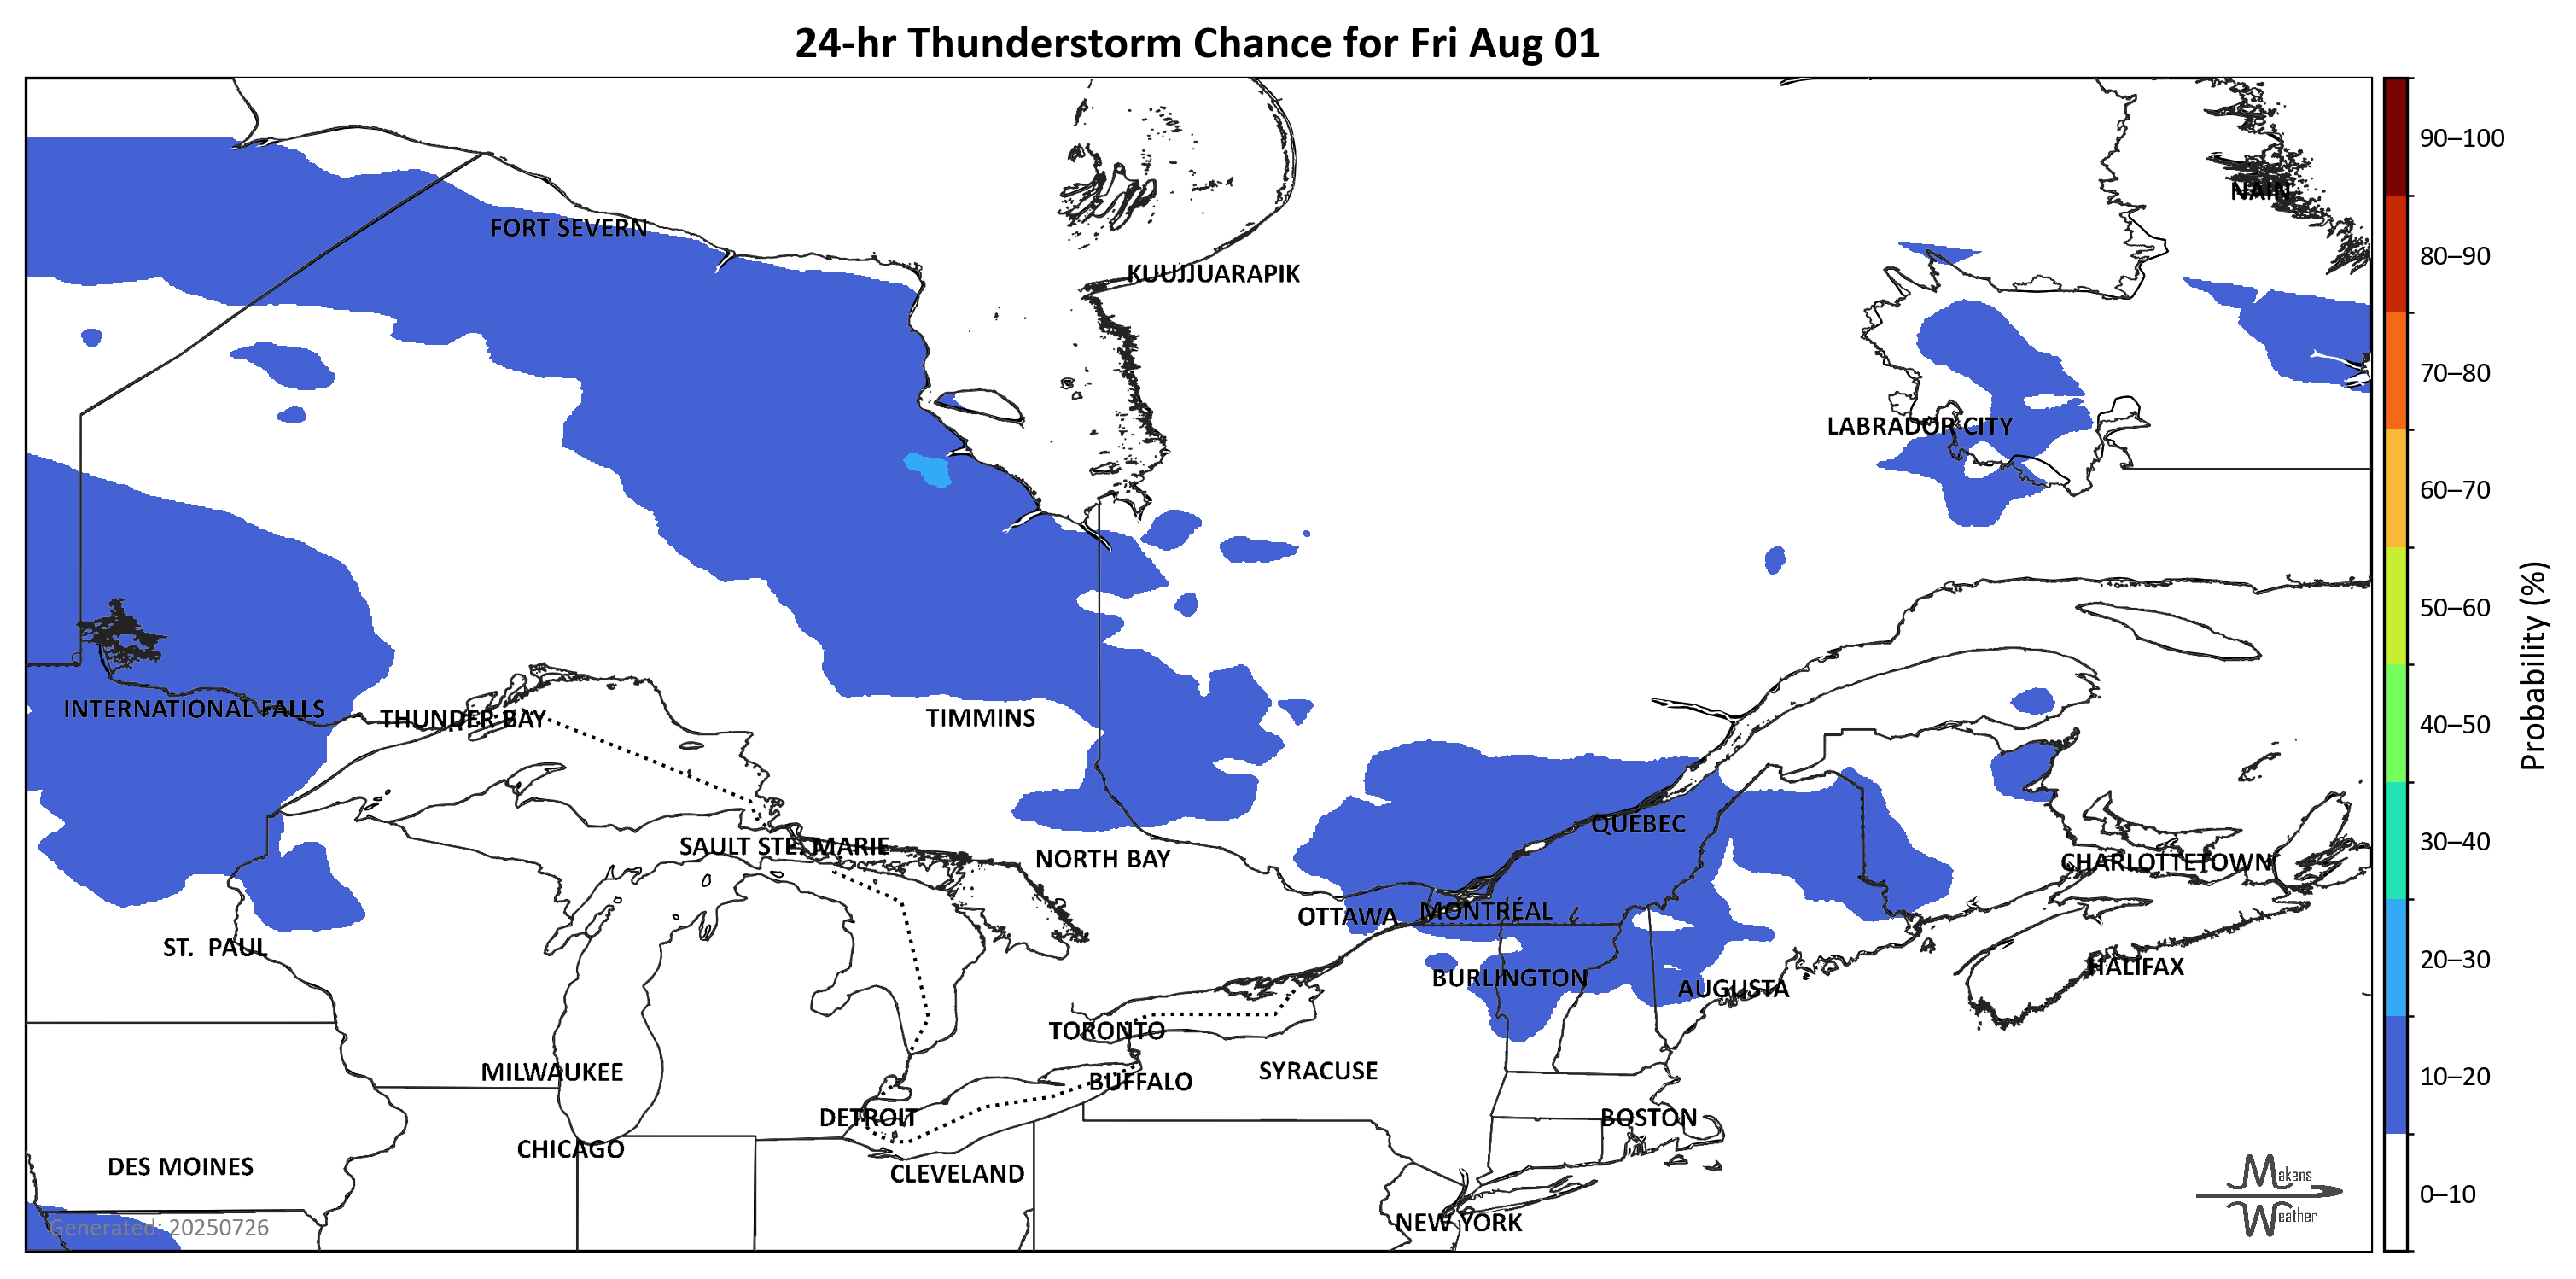 24-hr Thunderstorm Chance for Fri Aug 01
90–100
NAIN
FORT SEVERN
80–90
KUUJJUARAPIK
70–80
LABRADOR CITY
60–70
50–60
Probability (%)
INTERNATIONAL FALLS
THUNDER BAY
TIMMINS
40–50
QUEBEC
30–40
SAULT STE. MARIE
NORTH BAY
CHARLOTTETOWN
OTTAWA
MONTRÉAL
ST. PAUL
20–30
HALIFAX
BURLINGTON
AUGUSTA
TORONTO
MILWAUKEE
SYRACUSE
BUFFALO
10–20
DETROIT
BOSTON
CHICAGO
DES MOINES
CLEVELAND
Makens
Weather
0–10
NEW YORK
Generated: 20250726